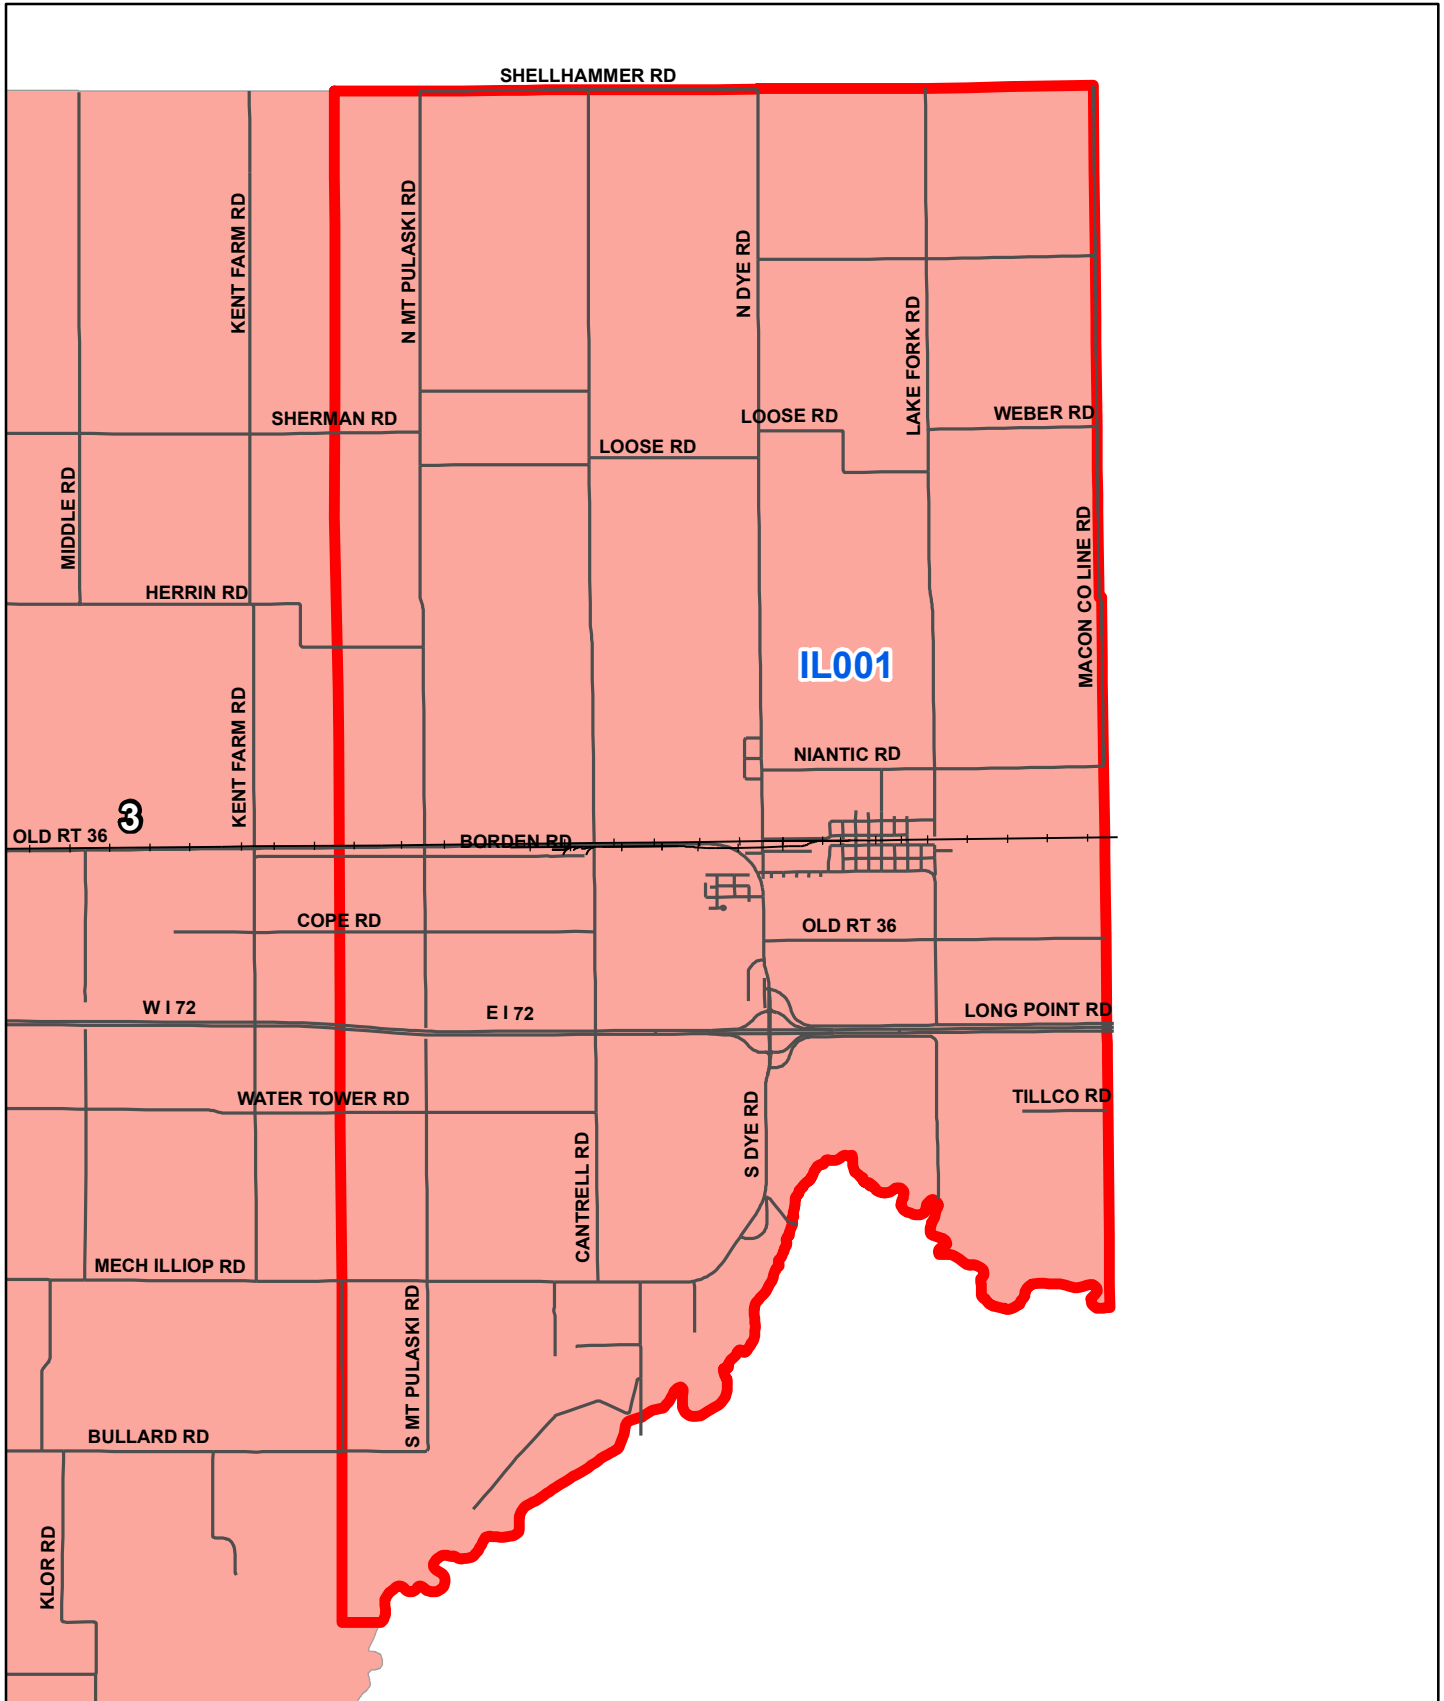 SHELLHAMMER RD
KENT FARM RD
N MT PULASKI RD
N DYE RD
LAKE FORK RD
SHERMAN RD
LOOSE RD
WEBER RD
LOOSE RD
MIDDLE RD
MACON CO LINE RD
HERRIN RD
IL001
KENT FARM RD
NIANTIC RD
3
OLD RT 36
BORDEN RD
COPE RD
OLD RT 36
W I 72
E I 72
LONG POINT RD
WATER TOWER RD
TILLCO RD
S DYE RD
CANTRELL RD
MECH ILLIOP RD
S MT PULASKI RD
BULLARD RD
KLOR RD